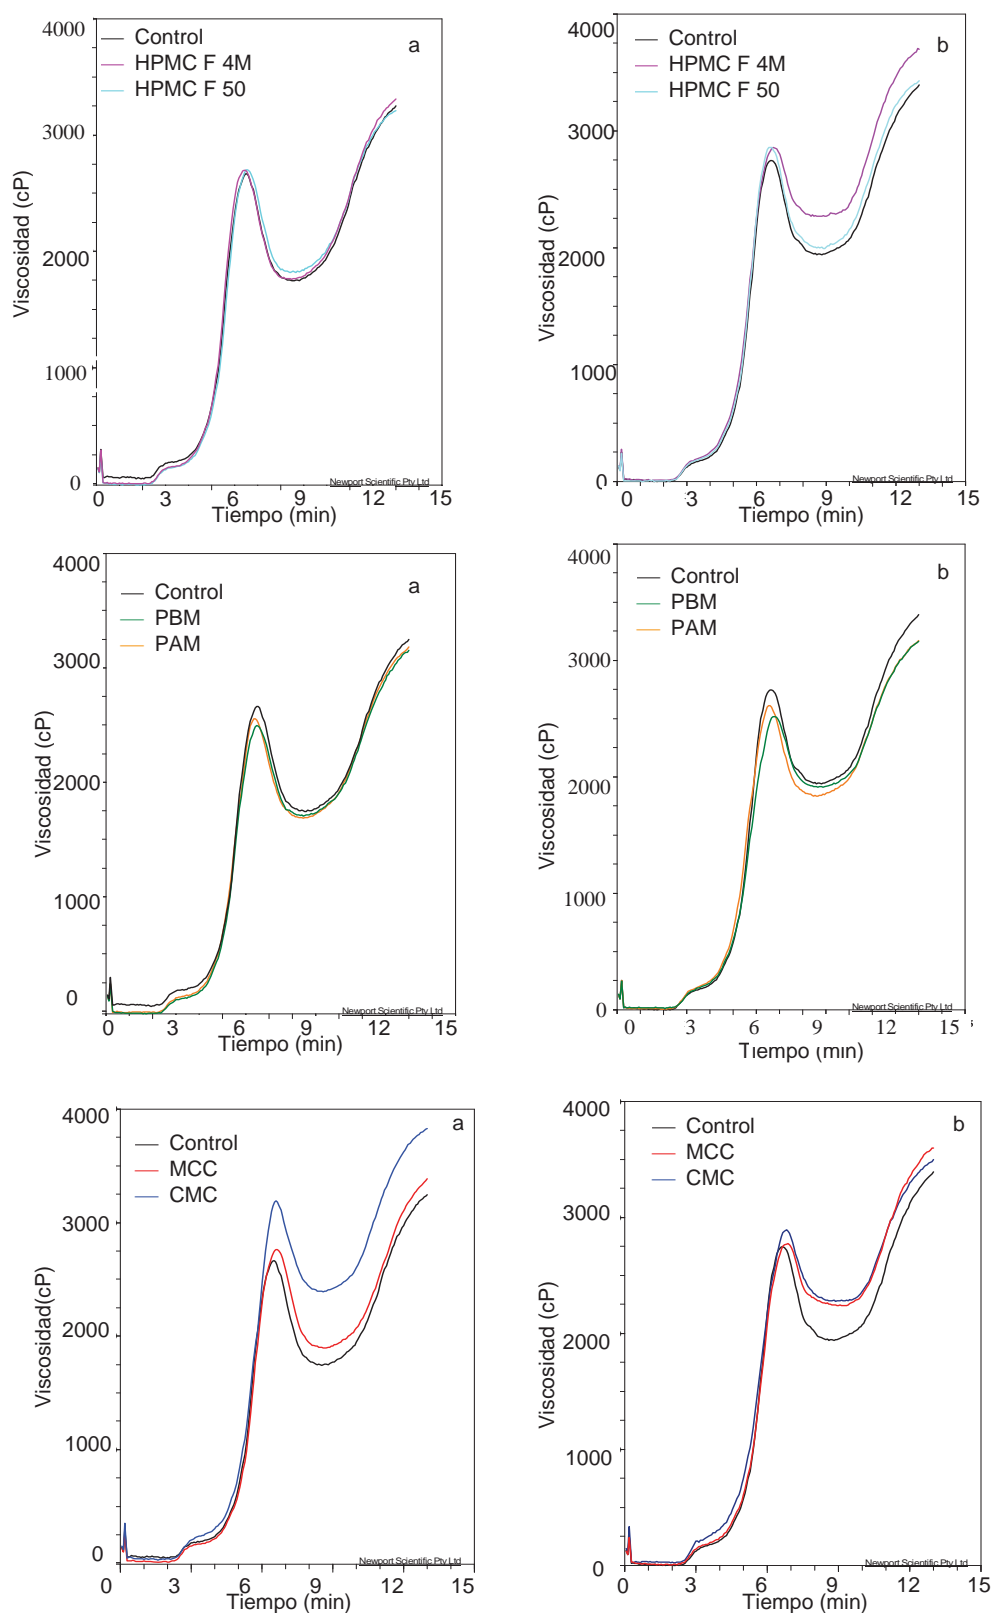 4000
Control
HPMC F 4M
HPMC F 50
a
3000
2000
1000
0
Viscosidad (cP)
Newport Scientific Pty Ltd
0 3 6 9 12 15
Tiempo (min)
4000
Control
HPMC F 4M
HPMC F 50
b
3000
2000
1000
0
Viscosidad (cP)
Newport Scientific Pty Ltd
0 3 6 9 12 15
Tiempo (min)
4000
Control
PBM
PAM
a
3000
2000
1000
0
Viscosidad (cP)
Newport Scientific Pty Ltd
0 3 6 9 12 15
Tiempo (min)
4000
Control
PBM
PAM
b
3000
2000
1000
0
Viscosidad (cP)
Newport Scientific Pty Ltd
0 3 6 9 12 15
Tiempo (min)
4000
Control
MCC
CMC
a
3000
2000
1000
0
Viscosidad(cP)
Newport Scientific Pty Ltd
0 3 6 9 12 15
Tiempo (min)
4000
Control
MCC
CMC
b
3000
2000
1000
0
Viscosidad (cP)
Newport Scientific Pty Ltd
0 3 6 9 12 15
Tiempo (min)